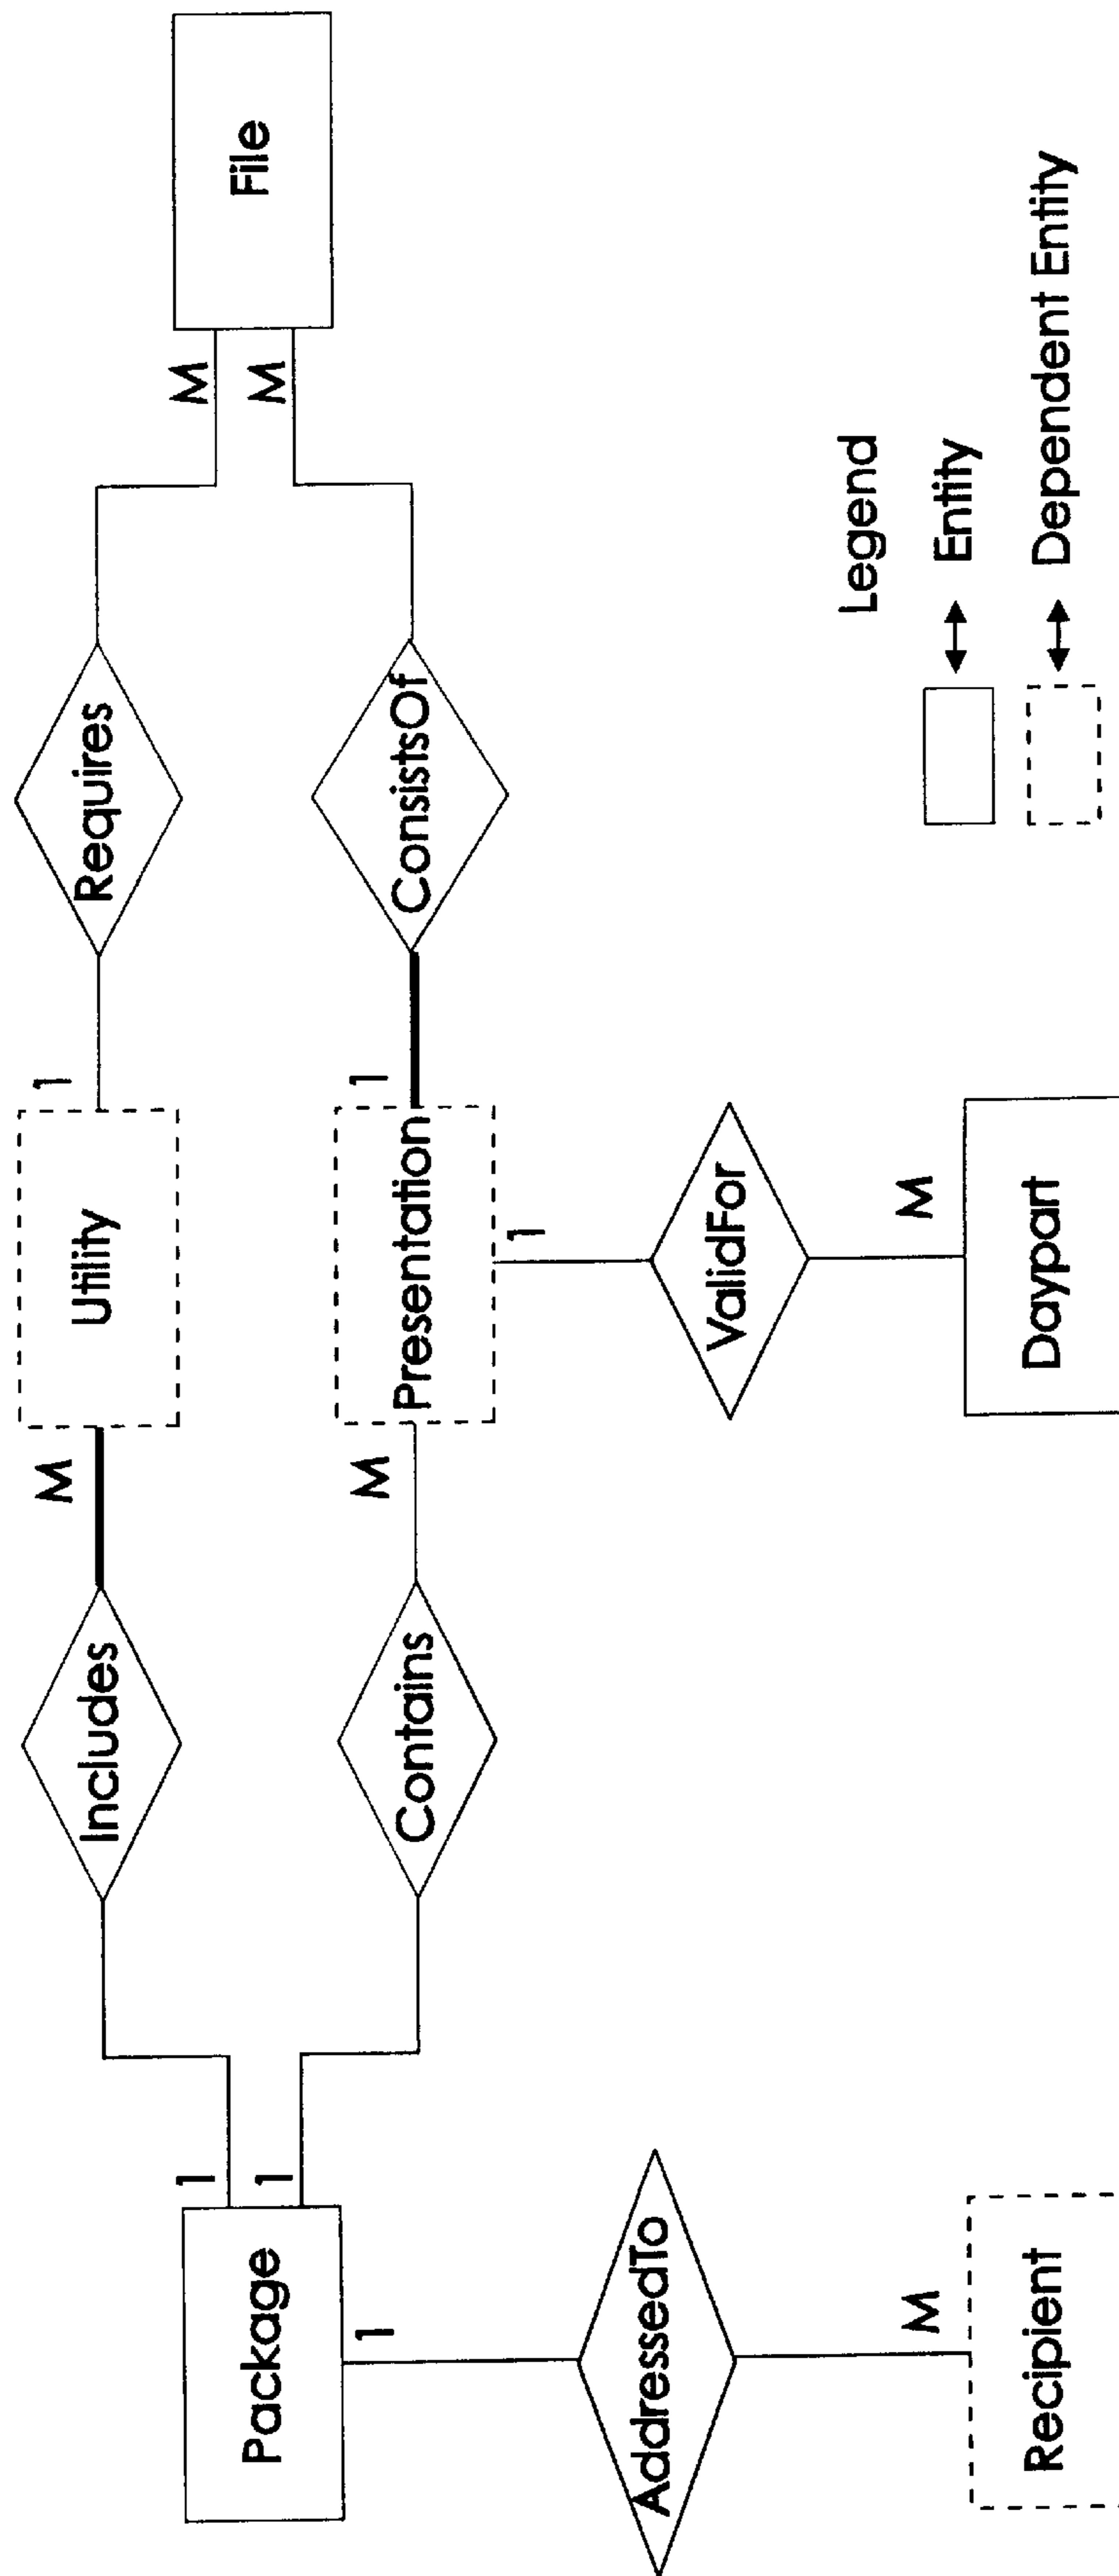 Includes
M
Utility
1
Requires
M
File
M
ConsistsOf
1
Presentation
M
Contains
1
1
Package
1
AddressedTo
M
Recipient
1
ValidFor
M
Daypart
Legend
Entity
Dependent Entity